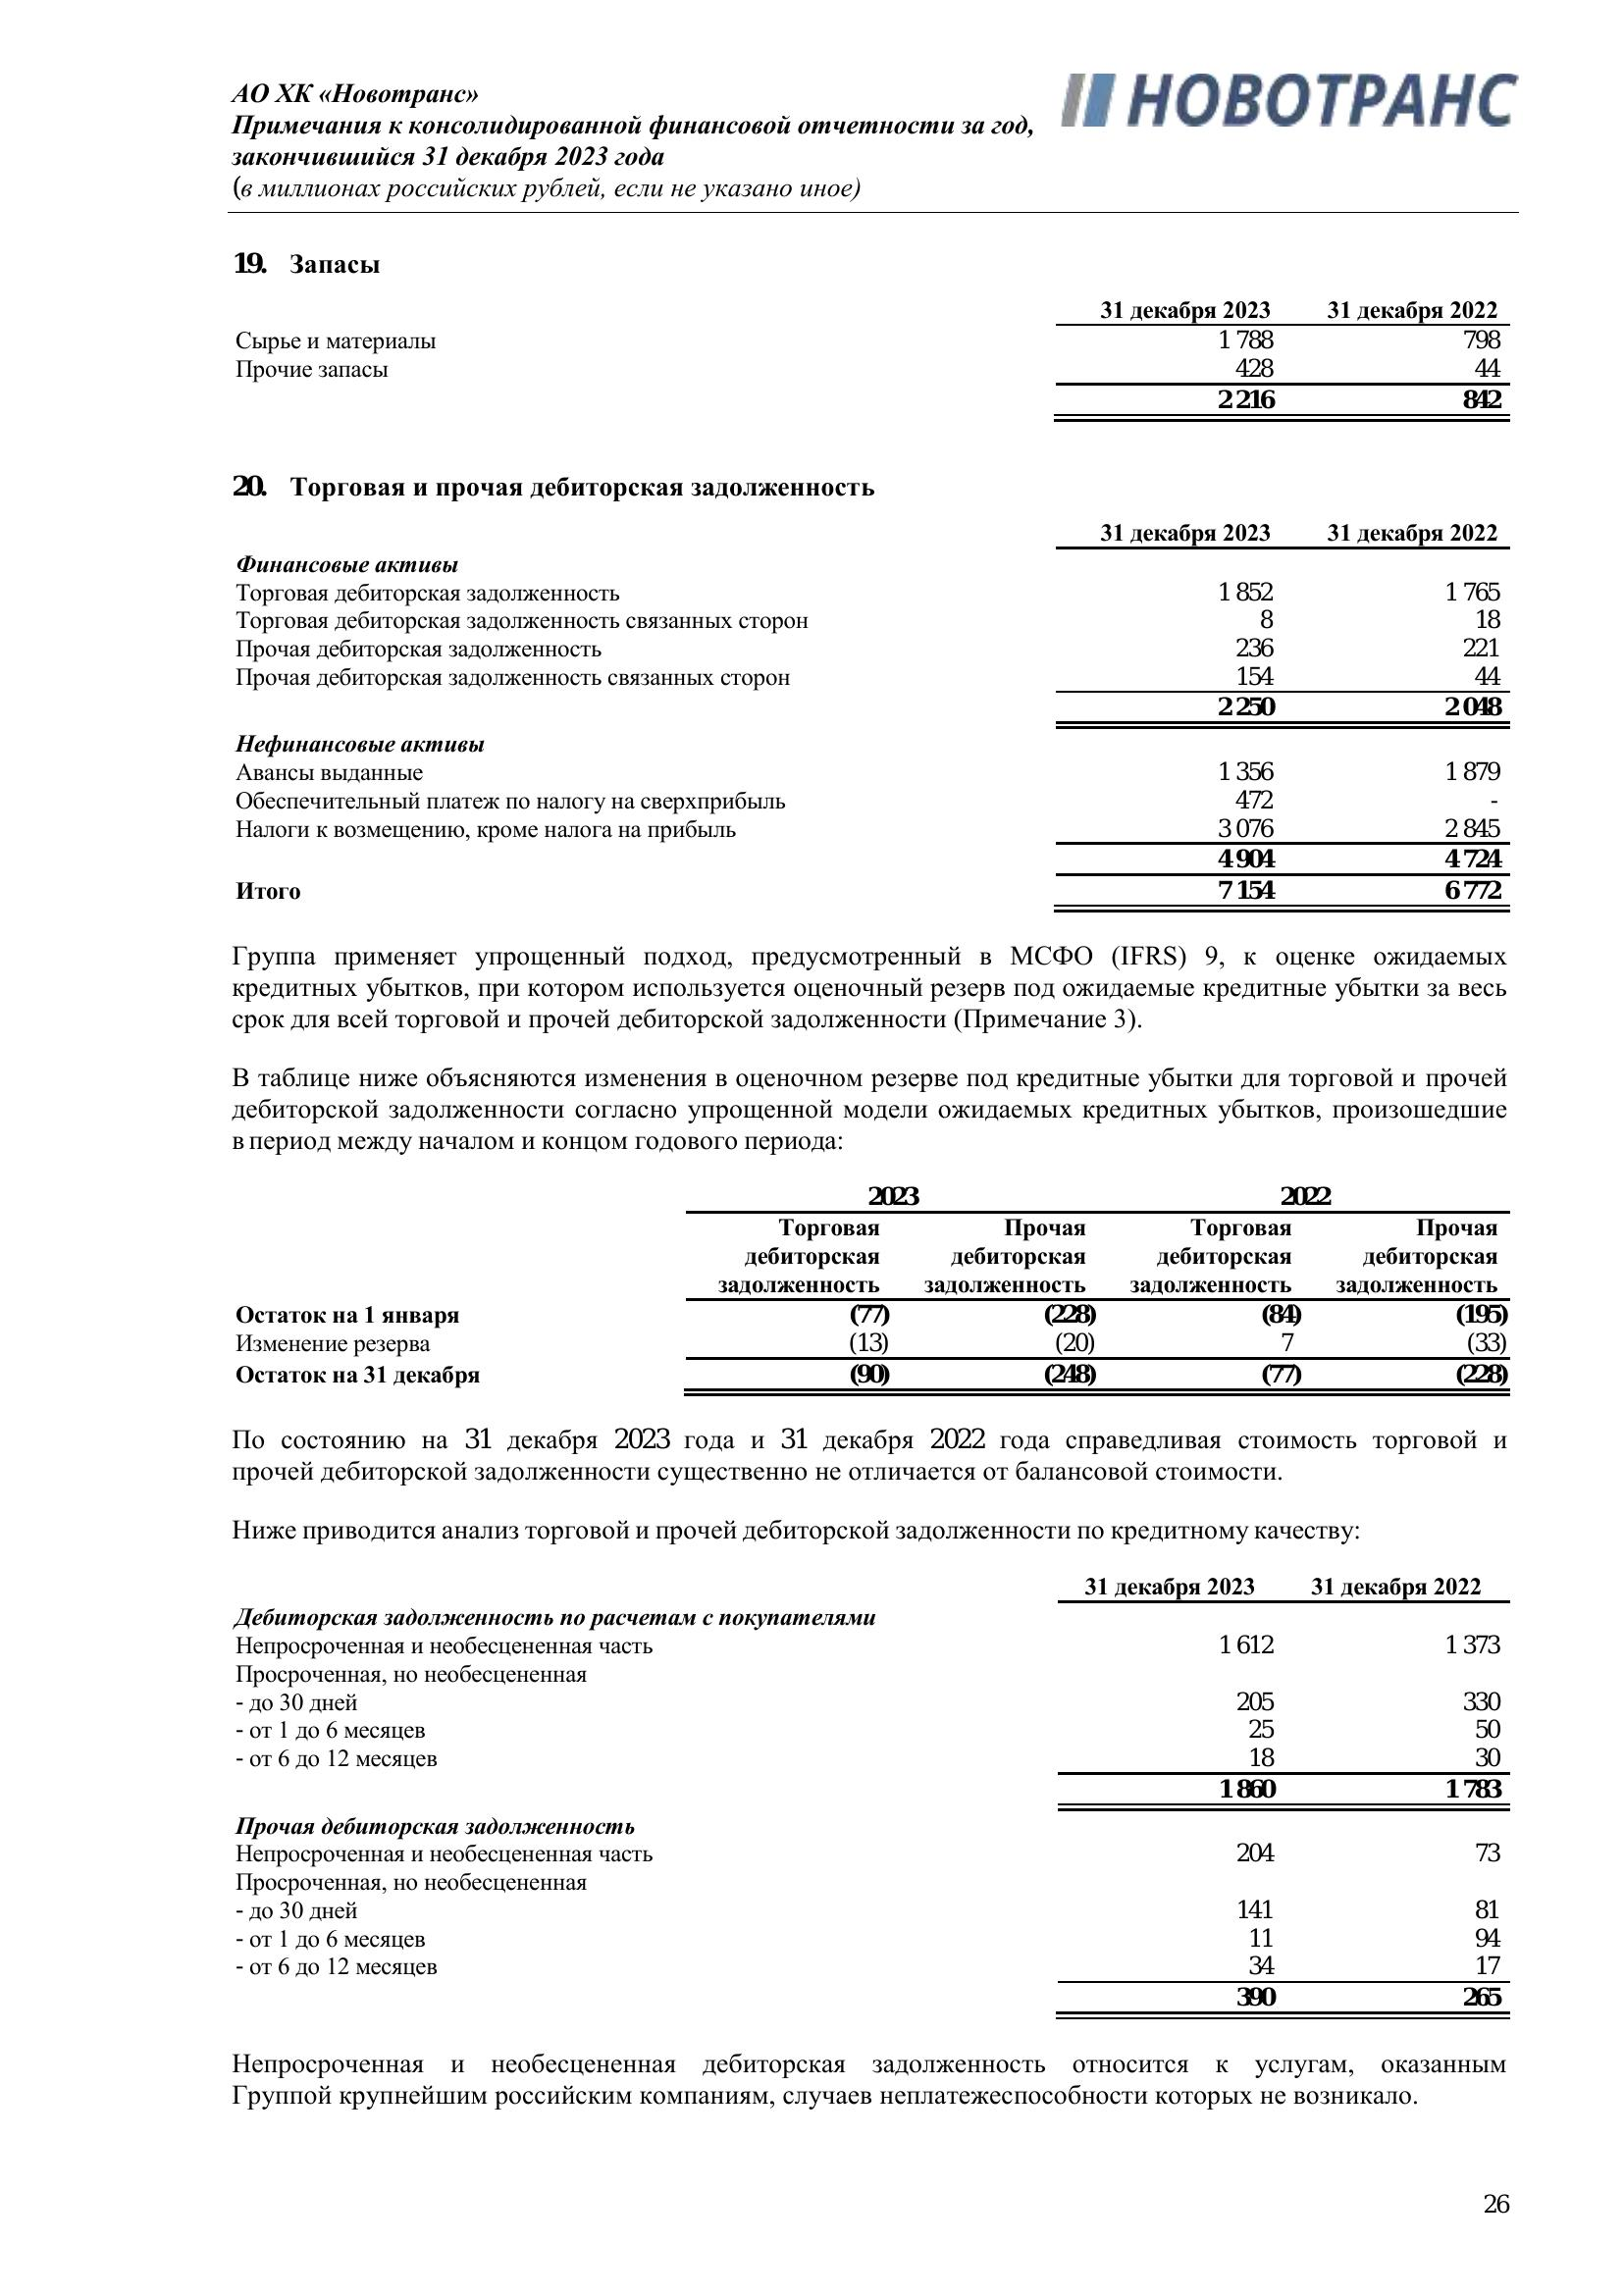 АО ХК «Новотранс»
Примечания к консолидированной финансовой отчетности за год,
закончившийся 31 декабря 2023 года
(в миллионах российских рублей, если не указано иное)
НОВОТРАНС
19. Запасы
31 декабря 2023 31 декабря 2022
Сырье и материалы 1 788 798
Прочие запасы 428 44
2 216 842
20. Торговая и прочая дебиторская задолженность
31 декабря 2023 31 декабря 2022
Финансовые активы
Торговая дебиторская задолженность 1 852 1 765
Торговая дебиторская задолженность связанных сторон 8 18
Прочая дебиторская задолженность 236 221
Прочая дебиторская задолженность связанных сторон 154 44
2 250 2 048
Нефинансовые активы
Авансы выданные 1 356 1 879
Обеспечительный платеж по налогу на сверхприбыль 472 -
Налоги к возмещению, кроме налога на прибыль 3 076 2 845
4 904 4 724
Итого 7 154 6 772
Группа применяет упрощенный подход, предусмотренный в МСФО (IFRS) 9, к оценке ожидаемых
кредитных убытков, при котором используется оценочный резерв под ожидаемые кредитные убытки за весь
срок для всей торговой и прочей дебиторской задолженности (Примечание 3).
В таблице ниже объясняются изменения в оценочном резерве под кредитные убытки для торговой и прочей
дебиторской задолженности согласно упрощенной модели ожидаемых кредитных убытков, произошедшие
в период между началом и концом годового периода:
2023 2022
Торговая Прочая Торговая Прочая
дебиторская дебиторская дебиторская дебиторская
задолженность задолженность задолженность задолженность
Остаток на 1 января (77) (228) (84) (195)
Изменение резерва (13) (20) 7 (33)
Остаток на 31 декабря (90) (248) (77) (228)
По состоянию на 31 декабря 2023 года и 31 декабря 2022 года справедливая стоимость торговой и
прочей дебиторской задолженности существенно не отличается от балансовой стоимости.
Ниже приводится анализ торговой и прочей дебиторской задолженности по кредитному качеству:
31 декабря 2023 31 декабря 2022
Дебиторская задолженность по расчетам с покупателями
Непросроченная и необесцененная часть 1 612 1 373
Просроченная, но необесцененная
- до 30 дней 205 330
- от 1 до 6 месяцев 25 50
- от 6 до 12 месяцев 18 30
1 860 1 783
Прочая дебиторская задолженность
Непросроченная и необесцененная часть 204 73
Просроченная, но необесцененная
- до 30 дней 141 81
- от 1 до 6 месяцев 11 94
- от 6 до 12 месяцев 34 17
390 265
Непросроченная и необесцененная дебиторская задолженность относится к услугам, оказанным
Группой крупнейшим российским компаниям, случаев неплатежеспособности которых не возникало.
26